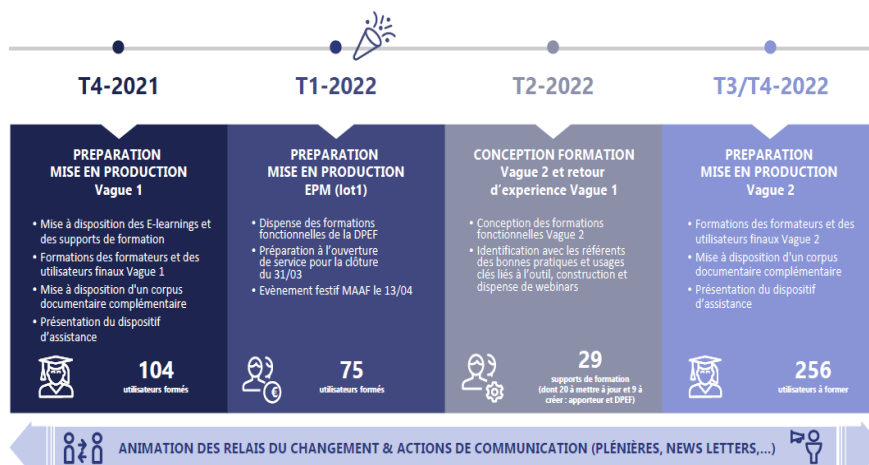 T4-2021
T1-2022
T2-2022
T3/T4-2022
PREPARATION
MISE EN PRODUCTION
Vague 1
• Mise à disposition des E-learnings et
des supports de formation
• Formations des formateurs et des
utilisateurs finaux Vague 1
• Mise à disposition d'un corpus
documentaire complémentaire
• Présentation du dispositif
d'assistance
104
utilisateurs formés
PREPARATION
MISE EN PRODUCTION
EPM (lot1)
• Dispense des formations
fonctionnelles de la DPEF
• Préparation à l'ouverture
de service pour la clôture
du 31/03
• Evènement festif MAAF le 13/04
75
utilisateurs formés
CONCEPTION FORMATION
Vague 2 et retour
d'experience Vague 1
• Conception des formations
fonctionnelles Vague 2
• Identification avec les référents
des bonnes pratiques et usages
clés liés à l'outil, construction et
dispense de webinars
29
supports de formation
(dont 20 à mettre à jour et 9 à
créer : apporteur et DPEF)
PREPARATION
MISE EN PRODUCTION
Vague 2
• Formations des formateurs et des
utilisateurs finaux Vague 2
• Mise à disposition d'un corpus
documentaire complémentaire
• Présentation du dispositif
d'assistance
256
utilisateurs à former
ANIMATION DES RELAIS DU CHANGEMENT & ACTIONS DE COMMUNICATION (PLÉNIÈRES, NEWS LETTERS,...)